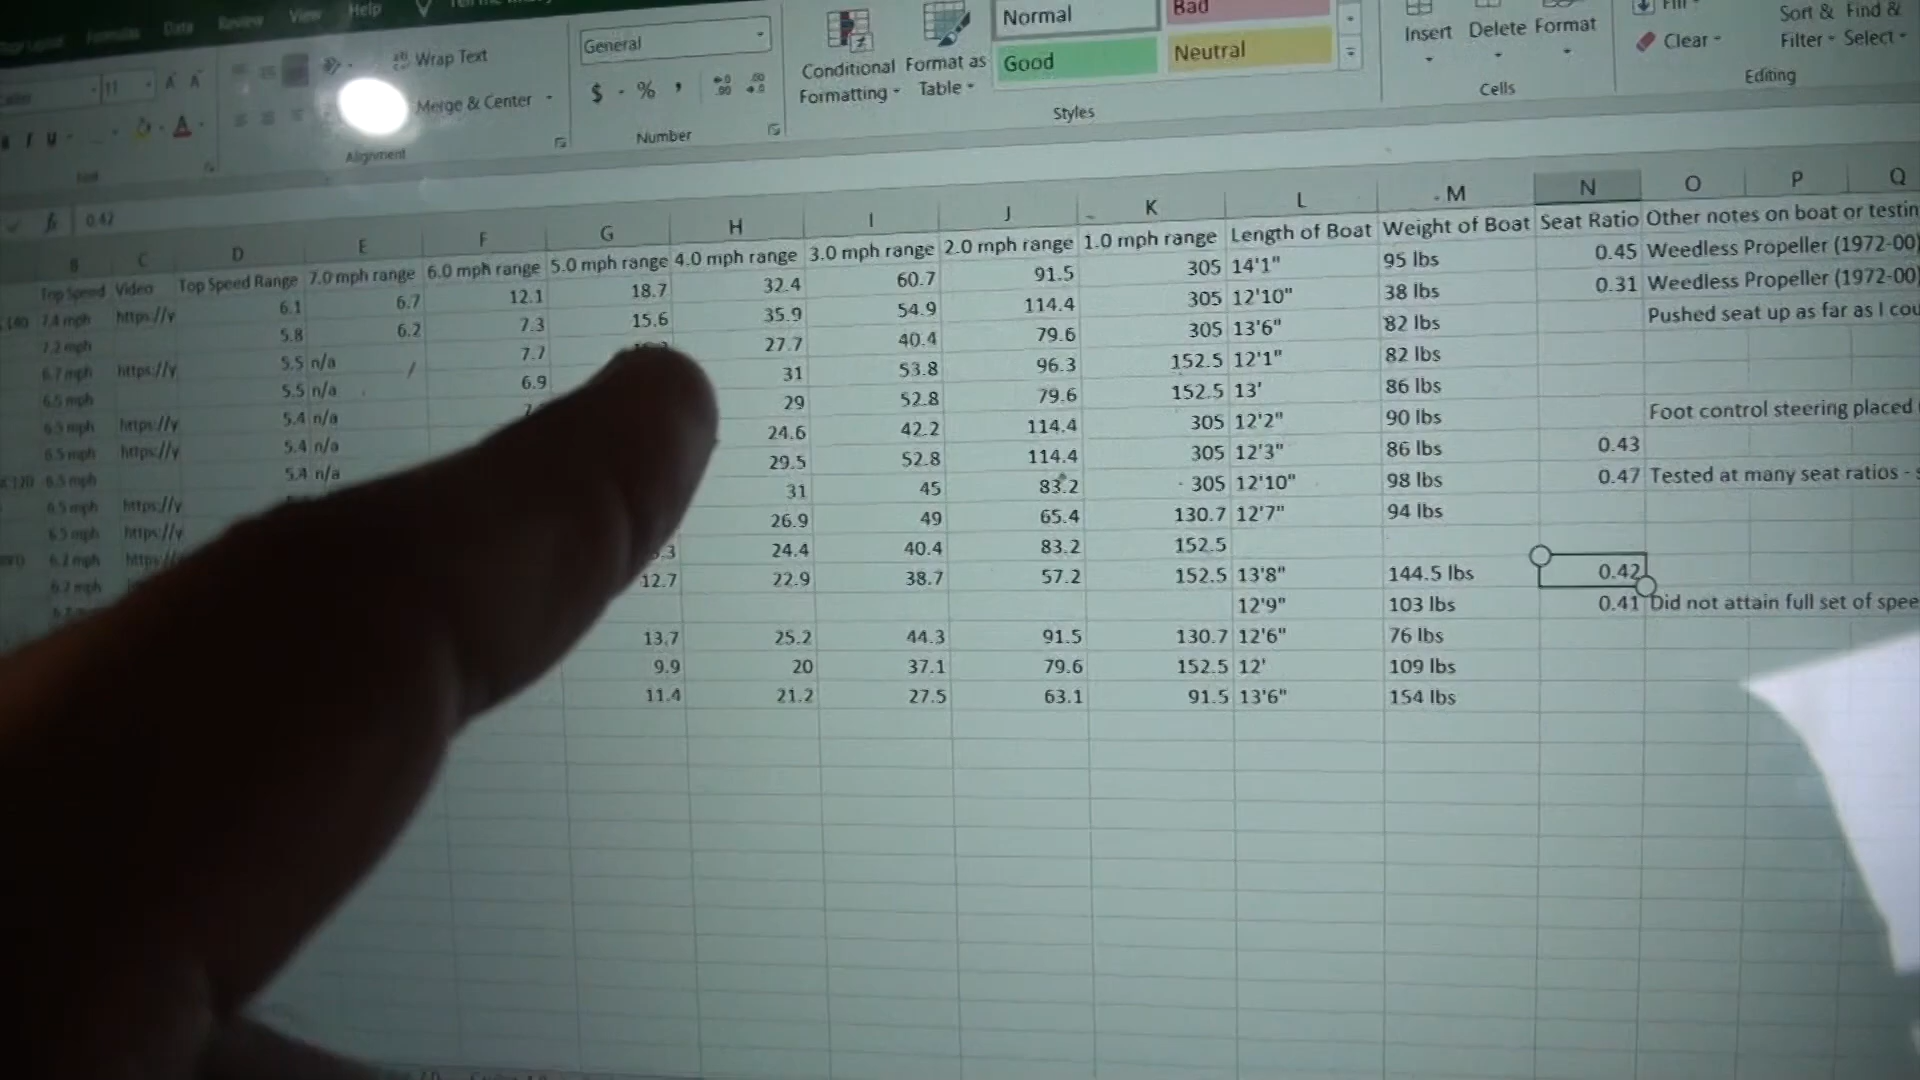 Formulas Data Review View Help
11 A A Wrap Text General Normal Bad Fill
Conditional Format as Good Neutral Insert Delete Format Clear Sort & Find &
Merge & Center $ % , Formatting Table Filter Select
Alignment Number Styles Cells Editing
fx 0.42
B C D E F G H I J K L M N O P Q
Top Speed Video Top Speed Range 7.0 mph range 6.0 mph range 5.0 mph range 4.0 mph range 3.0 mph range 2.0 mph range 1.0 mph range Length of Boat Weight of Boat Seat Ratio Other notes on boat or testin
7.4 mph https://y 6.1 6.7 12.1 18.7 32.4 60.7 91.5 305 14'1" 95 lbs 0.45 Weedless Propeller (1972-00)
7.2 mph 5.8 6.2 7.3 15.6 35.9 54.9 114.4 305 12'10" 38 lbs 0.31 Weedless Propeller (1972-00)
6.7 mph https://y 5.5 n/a 7.7 27.7 40.4 79.6 305 13'6" 82 lbs Pushed seat up as far as I cou
6.5 mph 5.5 n/a 6.9 31 53.8 96.3 152.5 12'1" 82 lbs
6.5 mph https://y 5.4 n/a 29 52.8 79.6 152.5 13' 86 lbs
6.5 mph https://y 5.4 n/a 24.6 42.2 114.4 305 12'2" 90 lbs Foot control steering placed
6.5 mph 5.4 n/a 29.5 52.8 114.4 305 12'3" 86 lbs 0.43
6.5 mph https://y 31 45 83.2 305 12'10" 98 lbs 0.47 Tested at many seat ratios - s
6.5 mph https://y 26.9 49 65.4 130.7 12'7" 94 lbs
6.2 mph https:// 24.4 40.4 83.2 152.5
6.2 mph 12.7 22.9 38.7 57.2 152.5 13'8" 144.5 lbs 0.42
12'9" 103 lbs 0.41 Did not attain full set of spee
13.7 25.2 44.3 91.5 130.7 12'6" 76 lbs
9.9 20 37.1 79.6 152.5 12' 109 lbs
11.4 21.2 27.5 63.1 91.5 13'6" 154 lbs